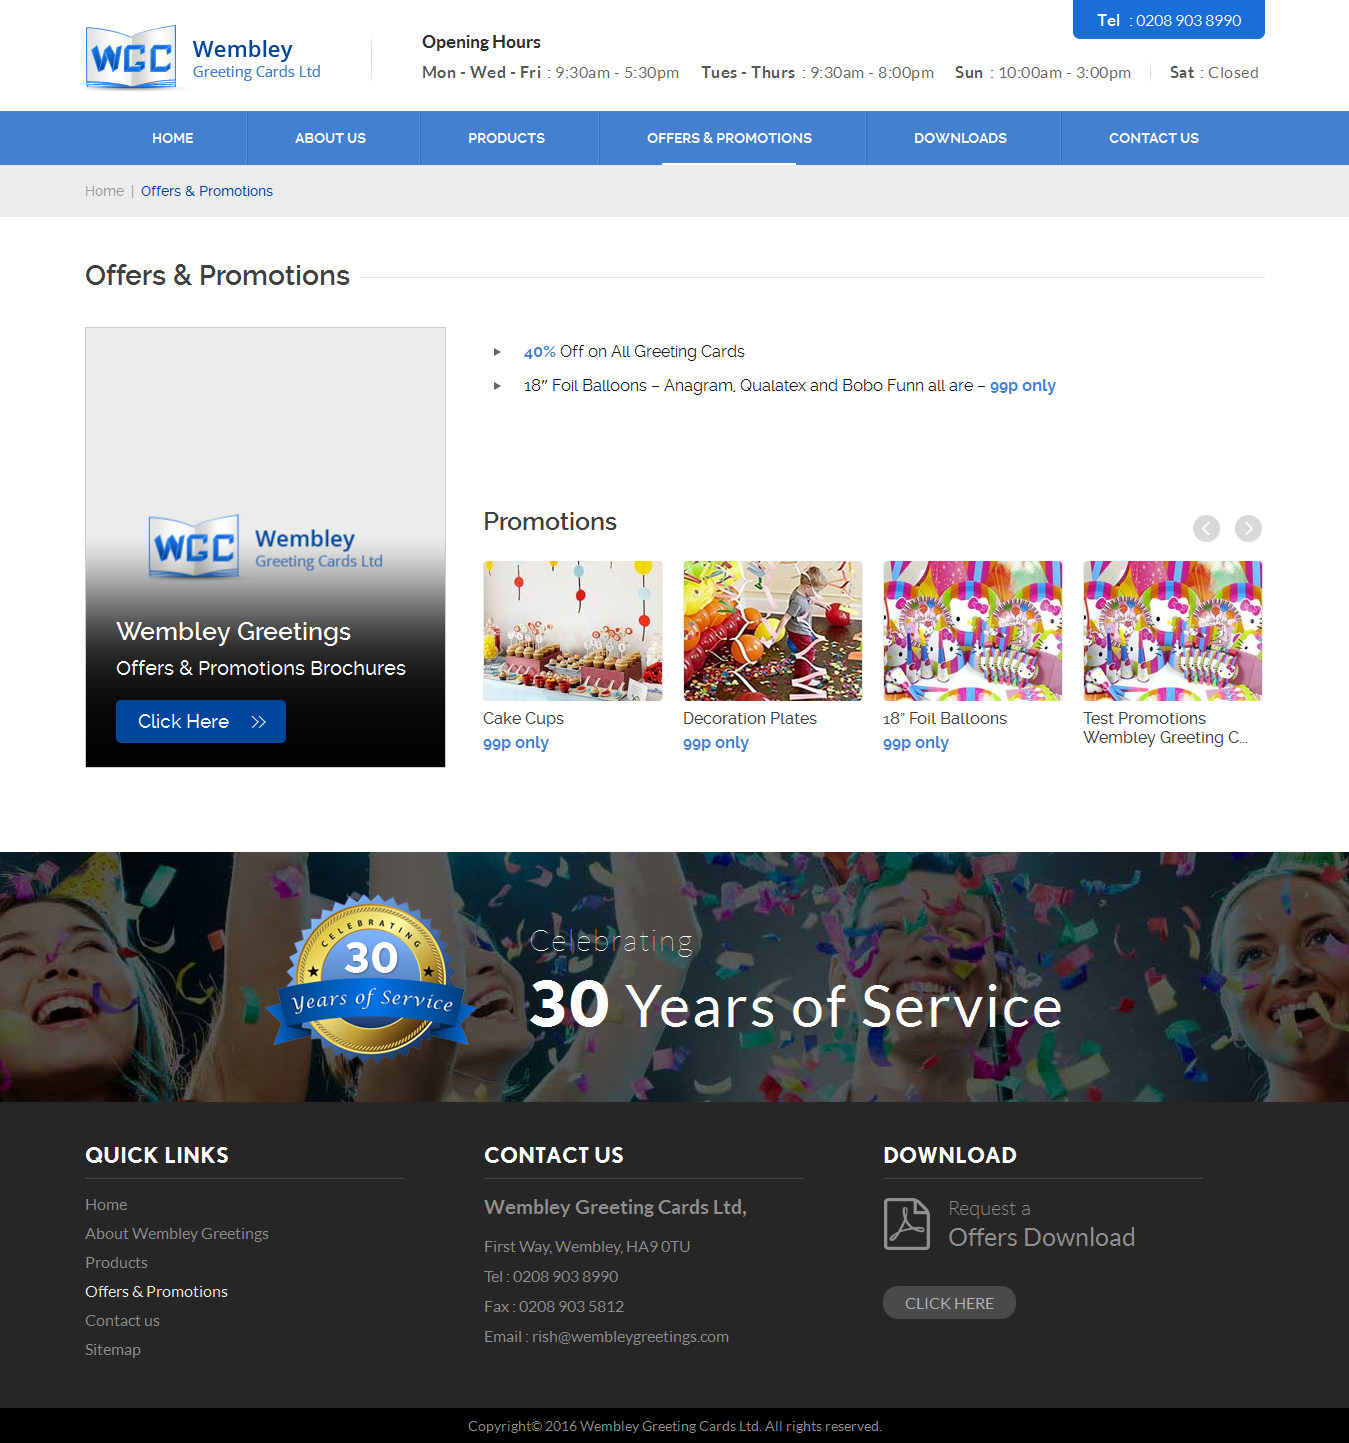 Tel : 0208 903 8990
WGC
Wembley
Greeting Cards Ltd
Opening Hours
Mon - Wed - Fri : 9:30am - 5:30pm Tues - Thurs : 9:30am - 8:00pm Sun : 10:00am - 3:00pm Sat : Closed
HOME ABOUT US PRODUCTS OFFERS & PROMOTIONS DOWNLOADS CONTACT US
Home | Offers & Promotions
Offers & Promotions
40% Off on All Greeting Cards
18″ Foil Balloons – Anagram, Qualatex and Bobo Funn all are – 99p only
WGC
Wembley
Greeting Cards Ltd
Wembley Greetings
Offers & Promotions Brochures
Click Here
Promotions
Cake Cups
99p only
Decoration Plates
99p only
18” Foil Balloons
99p only
Test Promotions
Wembley Greeting C...
CELEBRATING
30
Years of Service
Celebrating
30 Years of Service
QUICK LINKS
Home
About Wembley Greetings
Products
Offers & Promotions
Contact us
Sitemap
CONTACT US
Wembley Greeting Cards Ltd,
First Way, Wembley, HA9 0TU
Tel : 0208 903 8990
Fax : 0208 903 5812
Email : rish@wembleygreetings.com
DOWNLOAD
Request a
Offers Download
CLICK HERE
Copyright© 2016 Wembley Greeting Cards Ltd. All rights reserved.